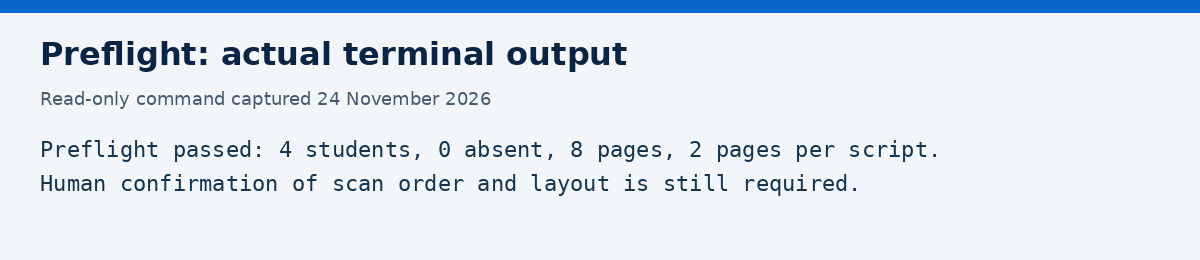 Preflight: actual terminal output
Read-only command captured 24 November 2026
Preflight passed: 4 students, 0 absent, 8 pages, 2 pages per script.
Human confirmation of scan order and layout is still required.